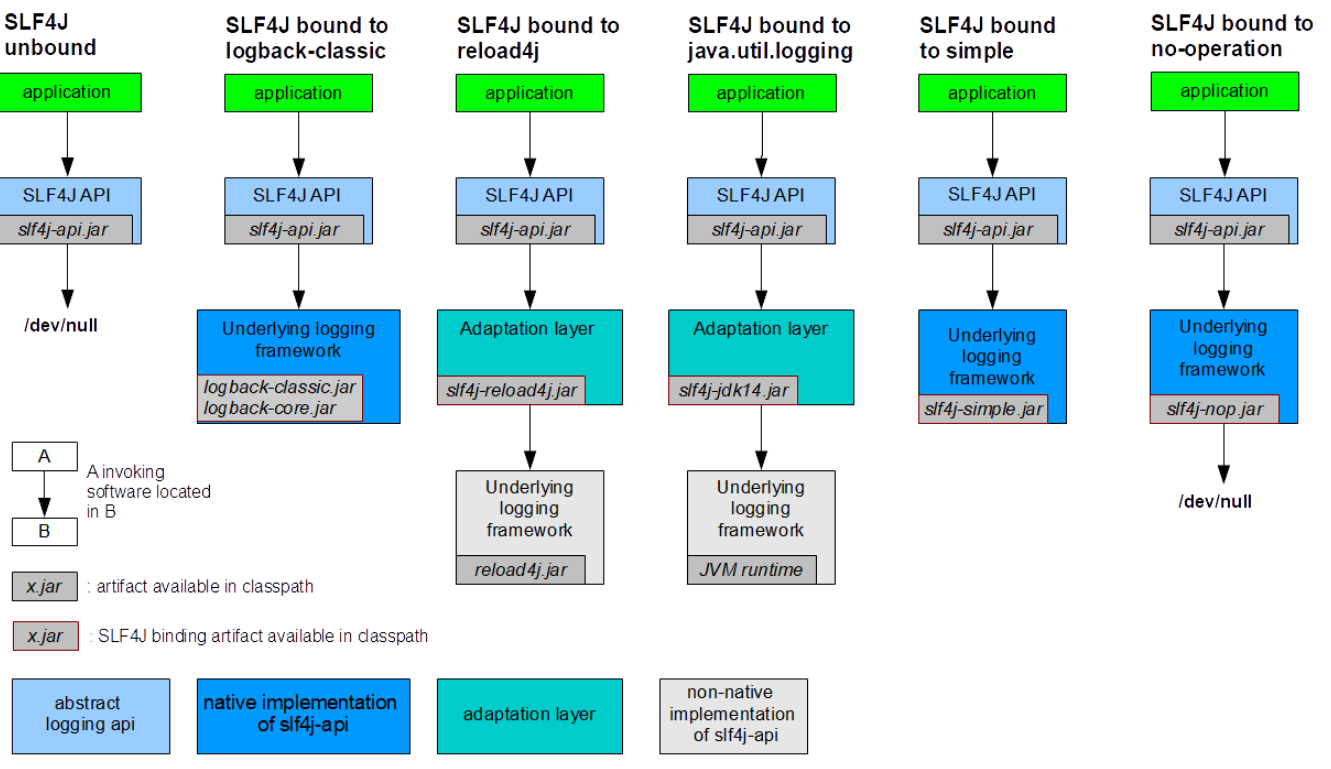 SLF4J
unbound
application
SLF4J API
slf4j-api.jar
/dev/null
SLF4J bound to
logback-classic
application
SLF4J API
slf4j-api.jar
Underlying logging
framework
logback-classic.jar
logback-core.jar
SLF4J bound to
reload4j
application
SLF4J API
slf4j-api.jar
Adaptation layer
slf4j-reload4j.jar
Underlying
logging
framework
reload4j.jar
SLF4J bound to
java.util.logging
application
SLF4J API
slf4j-api.jar
Adaptation layer
slf4j-jdk14.jar
Underlying
logging
framework
JVM runtime
SLF4J bound
to simple
application
SLF4J API
slf4j-api.jar
Underlying
logging
framework
slf4j-simple.jar
SLF4J bound to
no-operation
application
SLF4J API
slf4j-api.jar
Underlying
logging
framework
slf4j-nop.jar
/dev/null
A
B
A invoking
software located
in B
x.jar : artifact available in classpath
x.jar : SLF4J binding artifact available in classpath
abstract
logging api
native implementation
of slf4j-api
adaptation layer
non-native
implementation
of slf4j-api